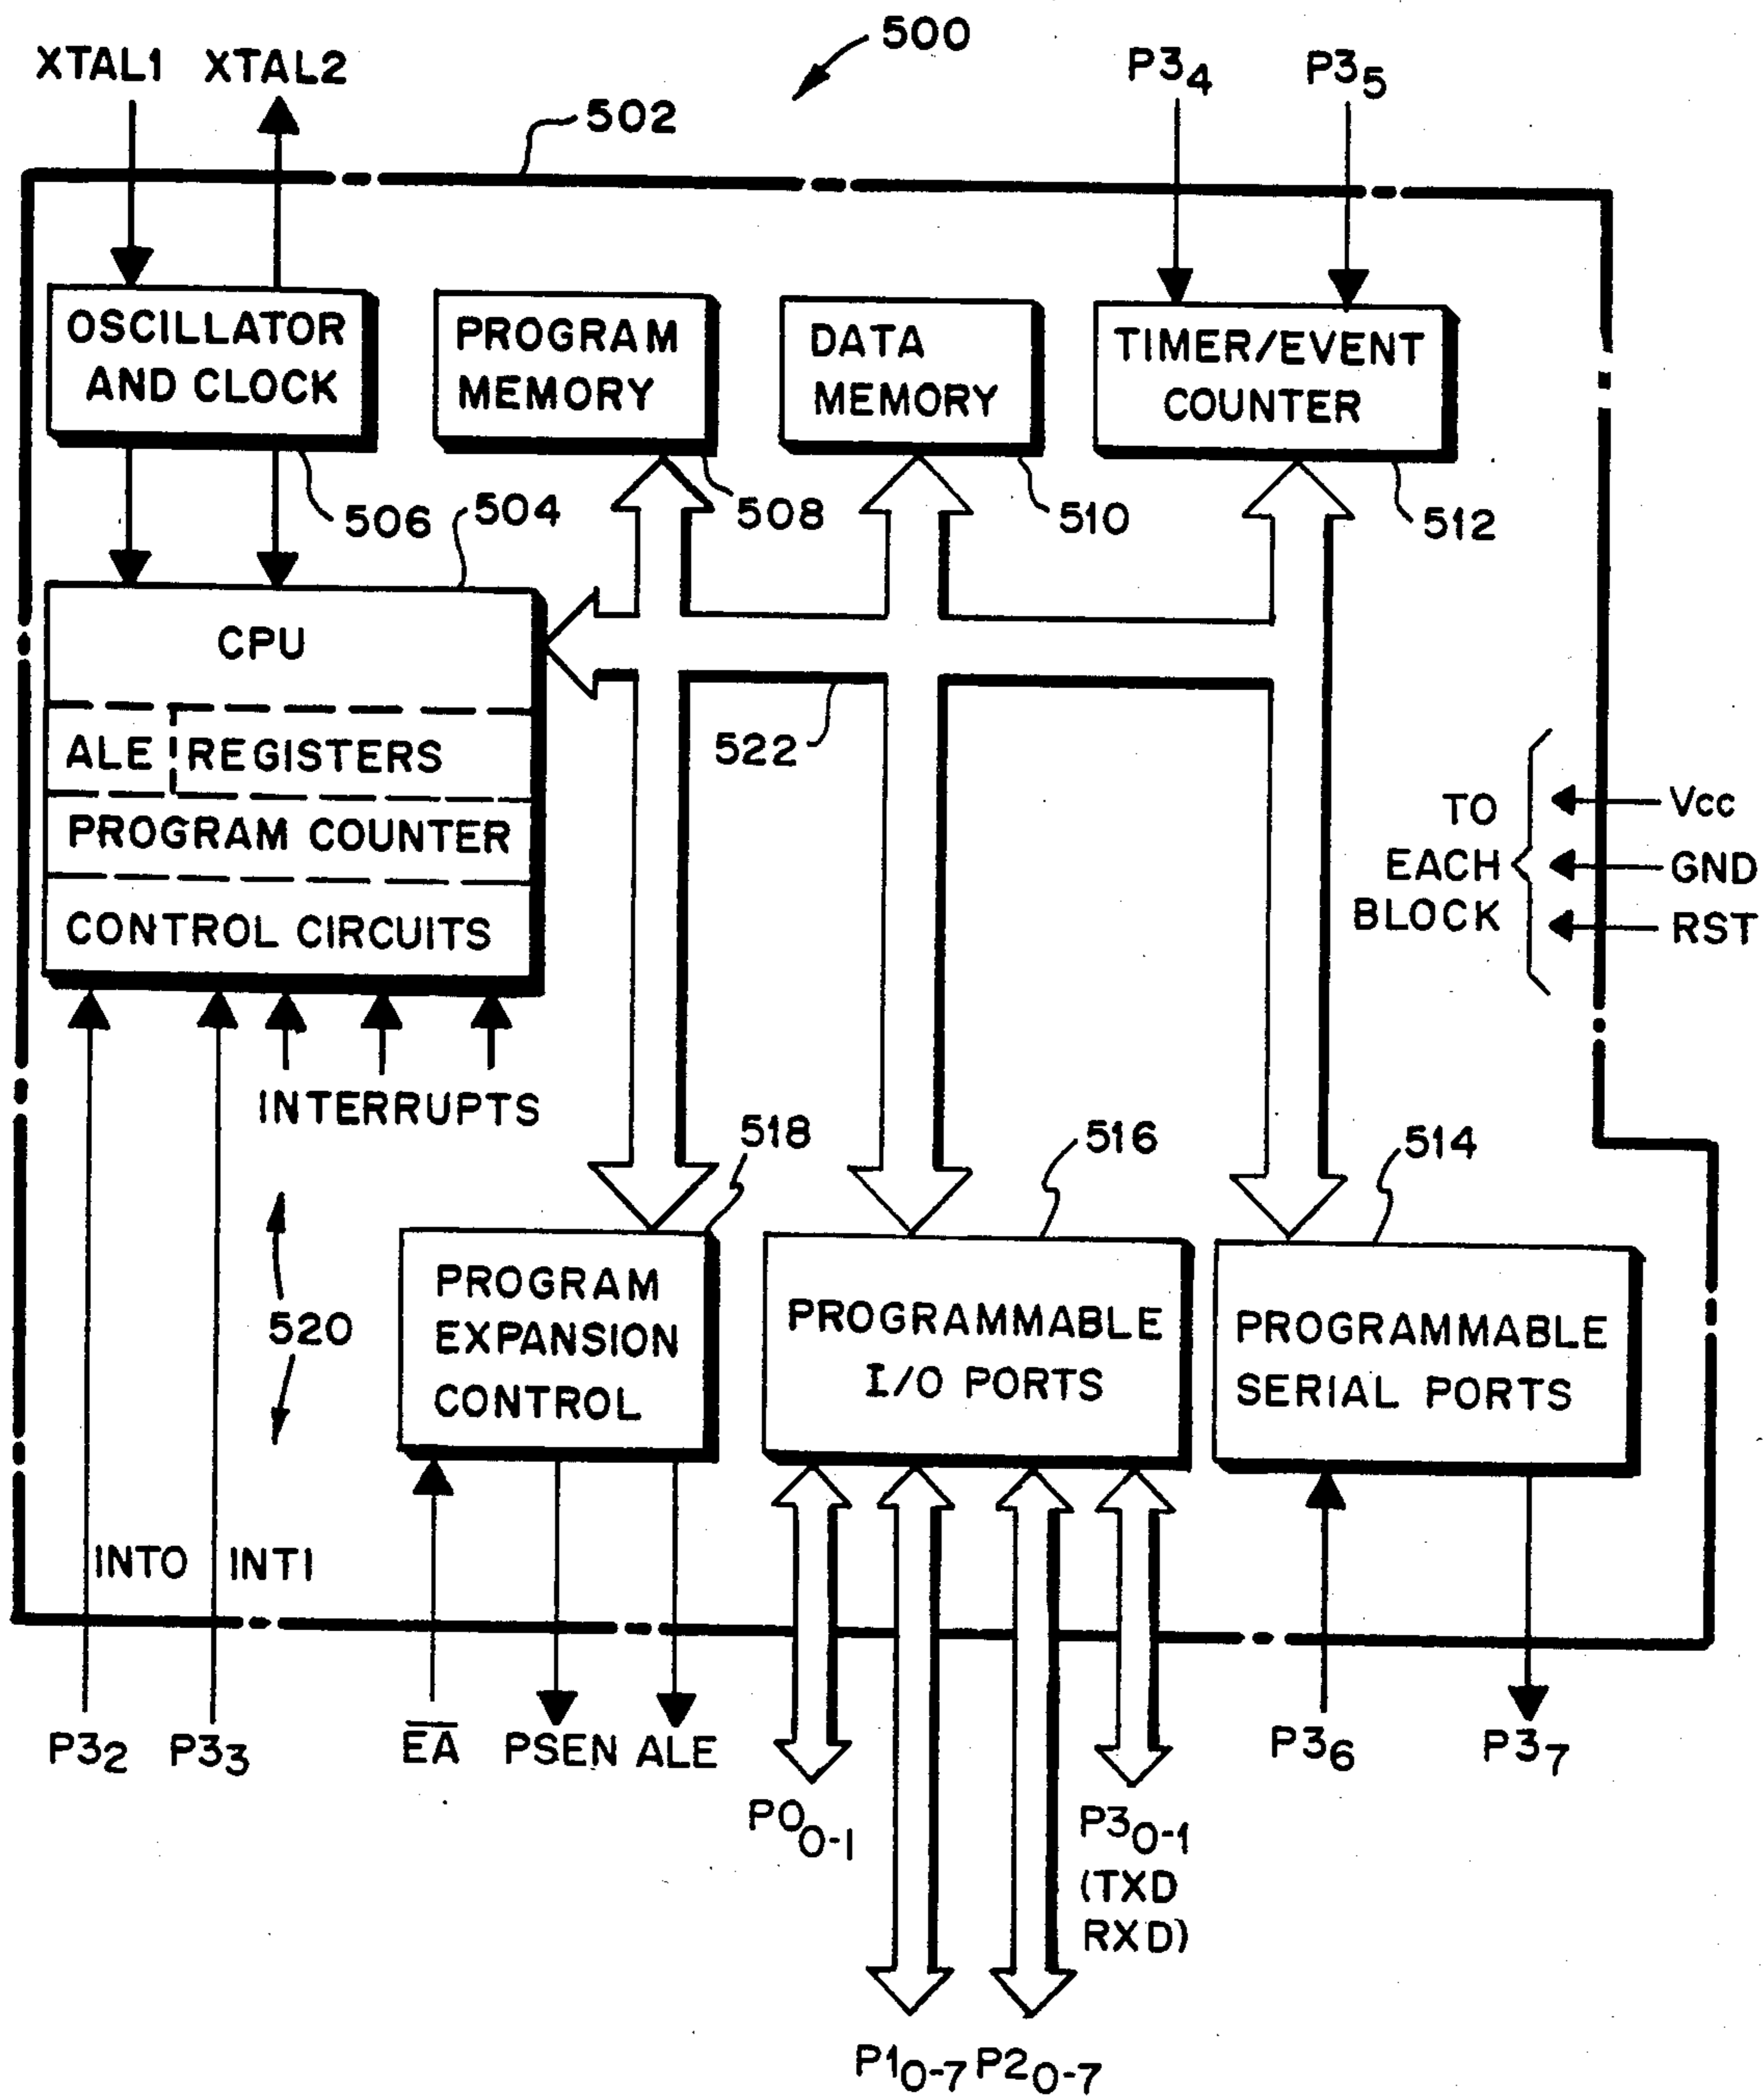 500
XTAL1 XTAL2
P3₄ P3₅
502
OSCILLATOR
AND CLOCK
PROGRAM
MEMORY
DATA
MEMORY
TIMER/EVENT
COUNTER
506
504
508
510
512
CPU
ALE REGISTERS
PROGRAM COUNTER
CONTROL CIRCUITS
522
TO
EACH
BLOCK
Vcc
GND
RST
INTERRUPTS
518
516
514
520
PROGRAM
EXPANSION
CONTROL
PROGRAMMABLE
I/O PORTS
PROGRAMMABLE
SERIAL PORTS
INTO INTI
P3₂ P3₃
E̅A̅ PSEN ALE
P3₆ P3₇
P0₀₋₁
P3₀₋₁
(TXD
RXD)
P1₀₋₇ P2₀₋₇